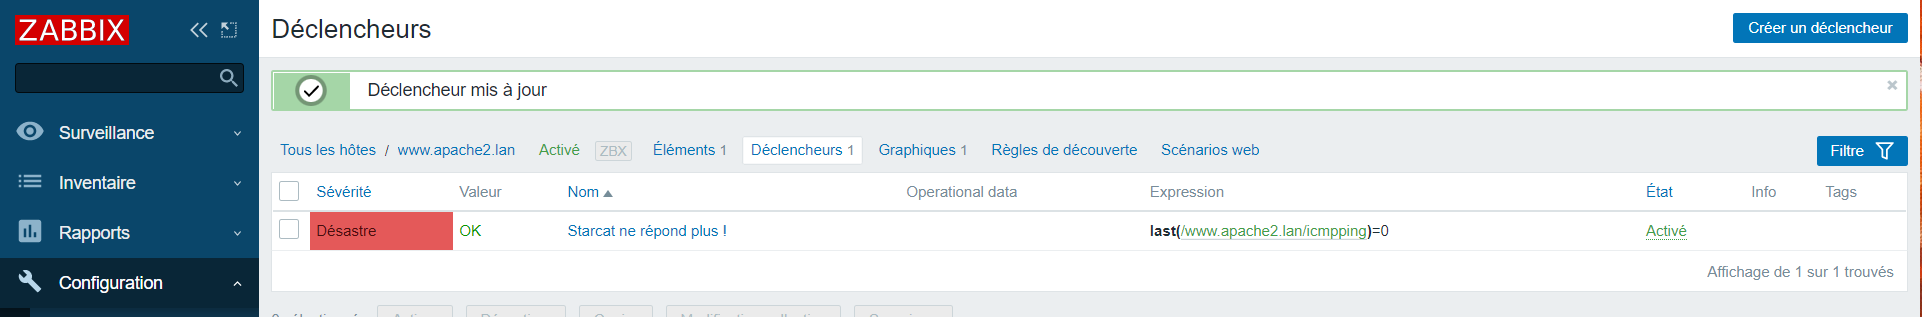 ZABBIX
Déclencheurs
Créer un déclencheur
Déclencheur mis à jour
Surveillance
Inventaire
Rapports
Configuration
Tous les hôtes / www.apache2.lan Activé ZBX Éléments 1 Déclencheurs 1 Graphiques 1 Règles de découverte Scénarios web
Filtre
Sévérité Valeur Nom Operational data Expression État Info Tags
Désastre OK Starcat ne répond plus ! last(/www.apache2.lan/icmpping)=0 Activé
Affichage de 1 sur 1 trouvés